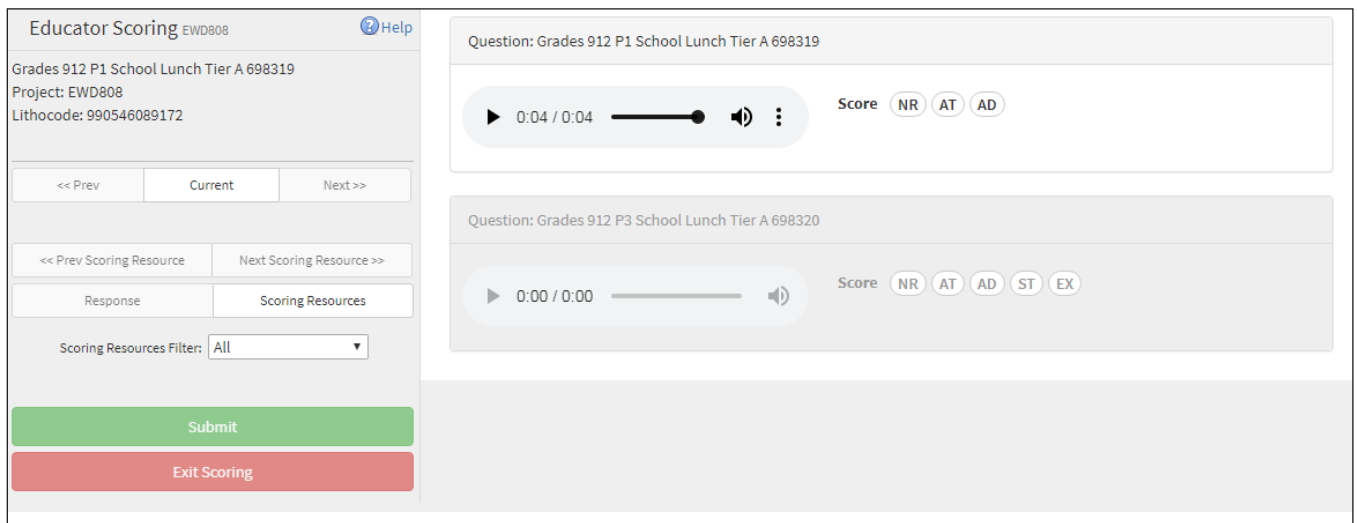 Educator Scoring EWD808
Help
Grades 912 P1 School Lunch Tier A 698319
Project: EWD808
Lithocode: 990546089172
<< Prev
Current
Next >>
<< Prev Scoring Resource
Next Scoring Resource >>
Response
Scoring Resources
Scoring Resources Filter: All
Submit
Exit Scoring
Question: Grades 912 P1 School Lunch Tier A 698319
0:04 / 0:04
Score NR AT AD
Question: Grades 912 P3 School Lunch Tier A 698320
0:00 / 0:00
Score NR AT AD ST EX